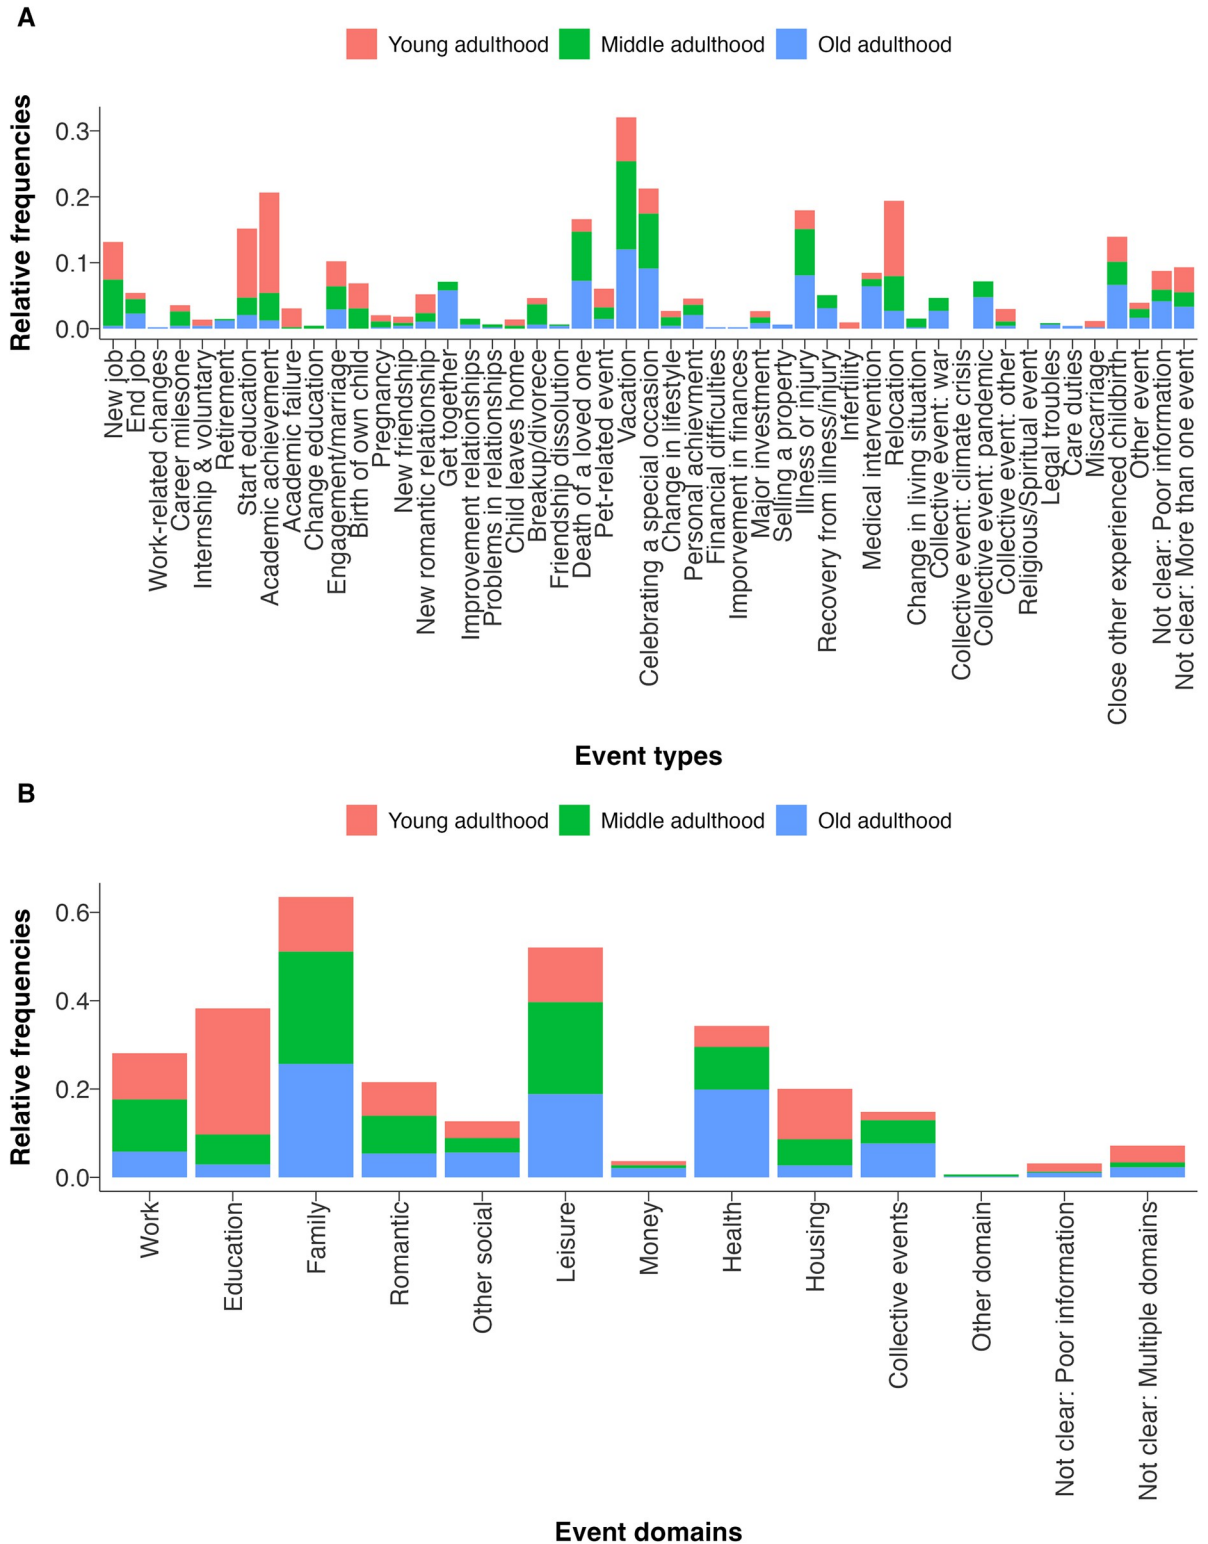 A
Young adulthood Middle adulthood Old adulthood
Relative frequencies
0.3
0.2
0.1
0.0
New job
End job
Work-related changes
Career milesone
Internship & voluntary
Retirement
Start education
Academic achievement
Academic failure
Change education
Engagement/marriage
Birth of own child
Pregnancy
New friendship
New romantic relationship
Get together
Improvement relationships
Problems in relationships
Child leaves home
Breakup/divorece
Friendship dissolution
Death of a loved one
Pet-related event
Vacation
Celebrating a special occasion
Change in lifestyle
Personal achievment
Financial difficulties
Imporvement in finances
Major investment
Selling a property
Illness or injury
Recovery from illness/injury
Infertility
Medical intervention
Relocation
Change in living situation
Collective event: war
Collective event: climate crisis
Collective event: pandemic
Collective event: other
Religious/Spiritual event
Legal troubles
Care duties
Miscarriage
Close other experienced childbirth
Other event
Not clear: Poor information
Not clear: More than one event
Event types
B
Young adulthood Middle adulthood Old adulthood
Relative frequencies
0.6
0.4
0.2
0.0
Work
Education
Family
Romantic
Other social
Leisure
Money
Health
Housing
Collective events
Other domain
Not clear: Poor information
Not clear: Multiple domains
Event domains